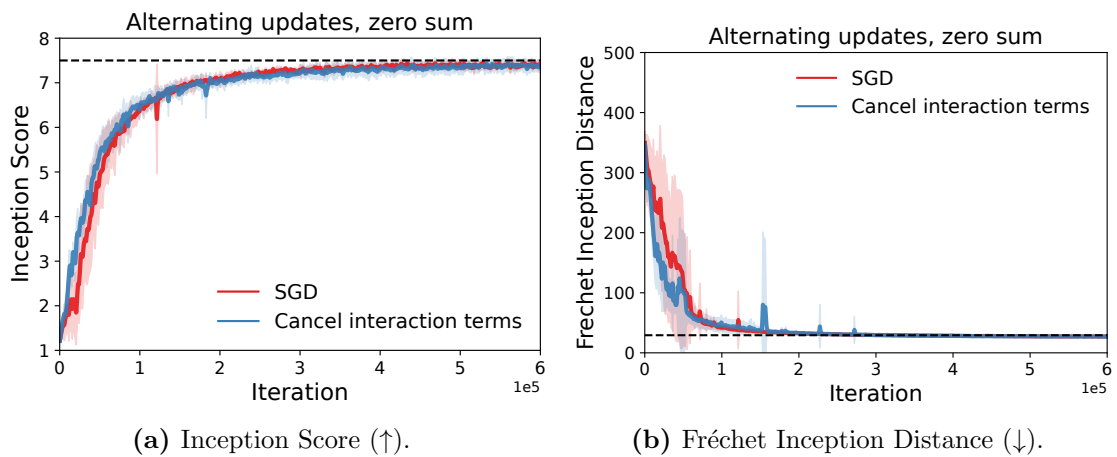 Alternating updates, zero sum
8
7
6
5
4
3
2
1
Inception Score
SGD
Cancel interaction terms
0 1 2 3 4 5 6
1e5
Iteration
(a) Inception Score (↑).
Alternating updates, zero sum
500
400
300
200
100
0
Frechet Inception Distance
SGD
Cancel interaction terms
0 1 2 3 4 5 6
1e5
Iteration
(b) Fréchet Inception Distance (↓).